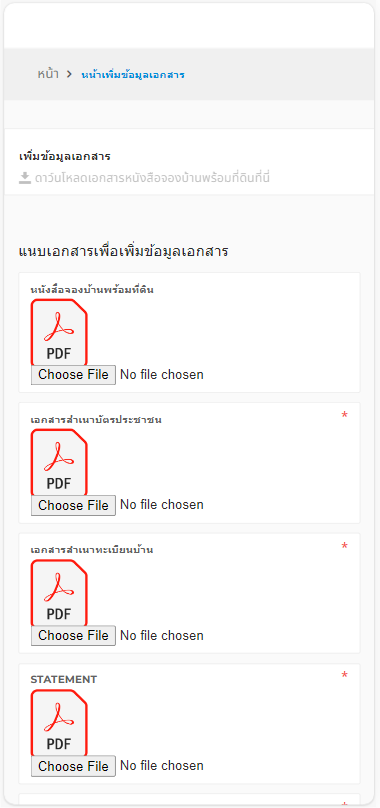 หน้า > หน้าเพิ่มข้อมูลเอกสาร
เพิ่มข้อมูลเอกสาร
ดาวน์โหลดเอกสารหนังสือจองบ้านพร้อมที่ดินที่นี่
แนบเอกสารเพื่อเพิ่มข้อมูลเอกสาร
หนังสือจองบ้านพร้อมที่ดิน
PDF
Choose File No file chosen
เอกสารสำเนาบัตรประชาชน *
PDF
Choose File No file chosen
เอกสารสำเนาทะเบียนบ้าน *
PDF
Choose File No file chosen
STATEMENT *
PDF
Choose File No file chosen
*